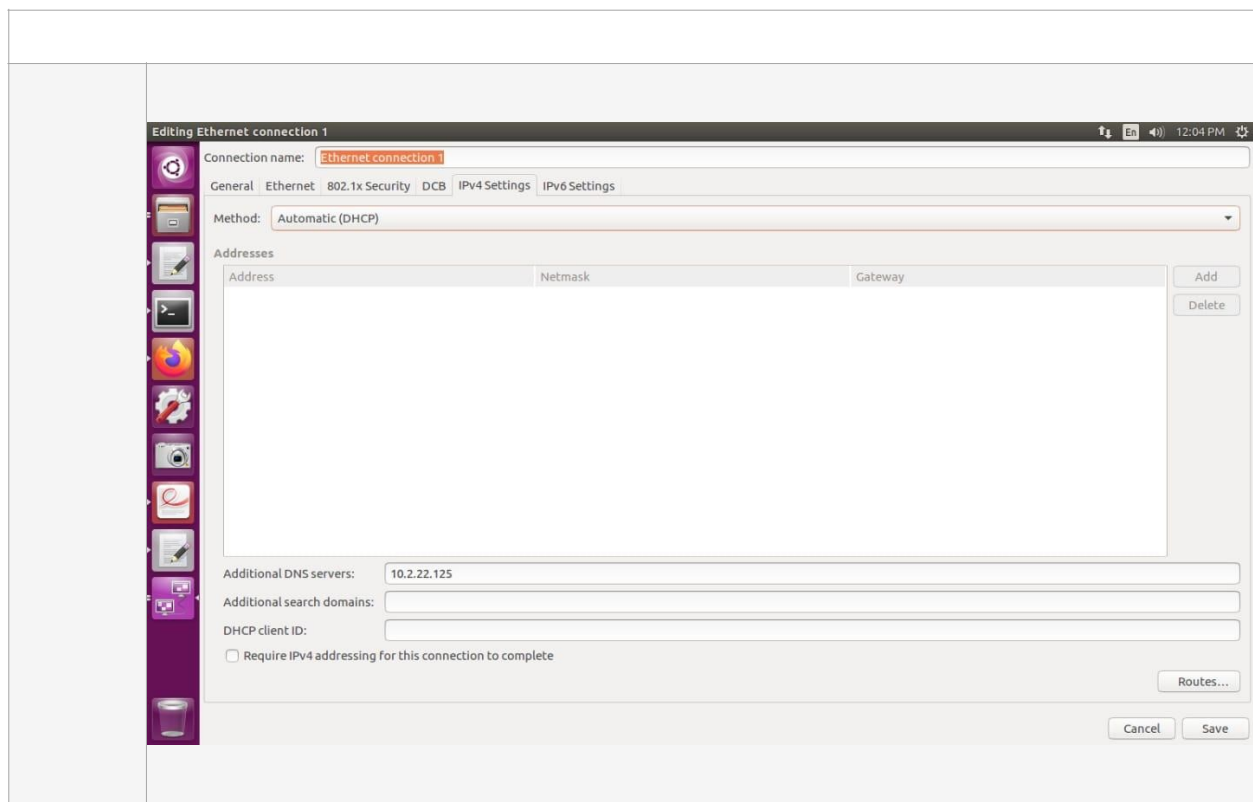 Editing Ethernet connection 1 En 12:04 PM
Connection name: Ethernet connection 1
General Ethernet 802.1x Security DCB IPv4 Settings IPv6 Settings
Method: Automatic (DHCP)
Addresses
Address Netmask Gateway Add
Delete
Additional DNS servers: 10.2.22.125
Additional search domains:
DHCP client ID:
Require IPv4 addressing for this connection to complete
Routes...
Cancel Save